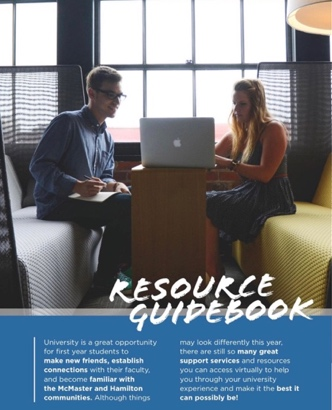 RESOURCE
GUIDEBOOK
University is a great opportunity
for first year students to
make new friends, establish
connections with their faculty,
and become familiar with
the McMaster and Hamilton
communities. Although things
may look differently this year,
there are still so many great
support services and resources
you can access virtually to help
you through your university
experience and make it the best it
can possibly be!